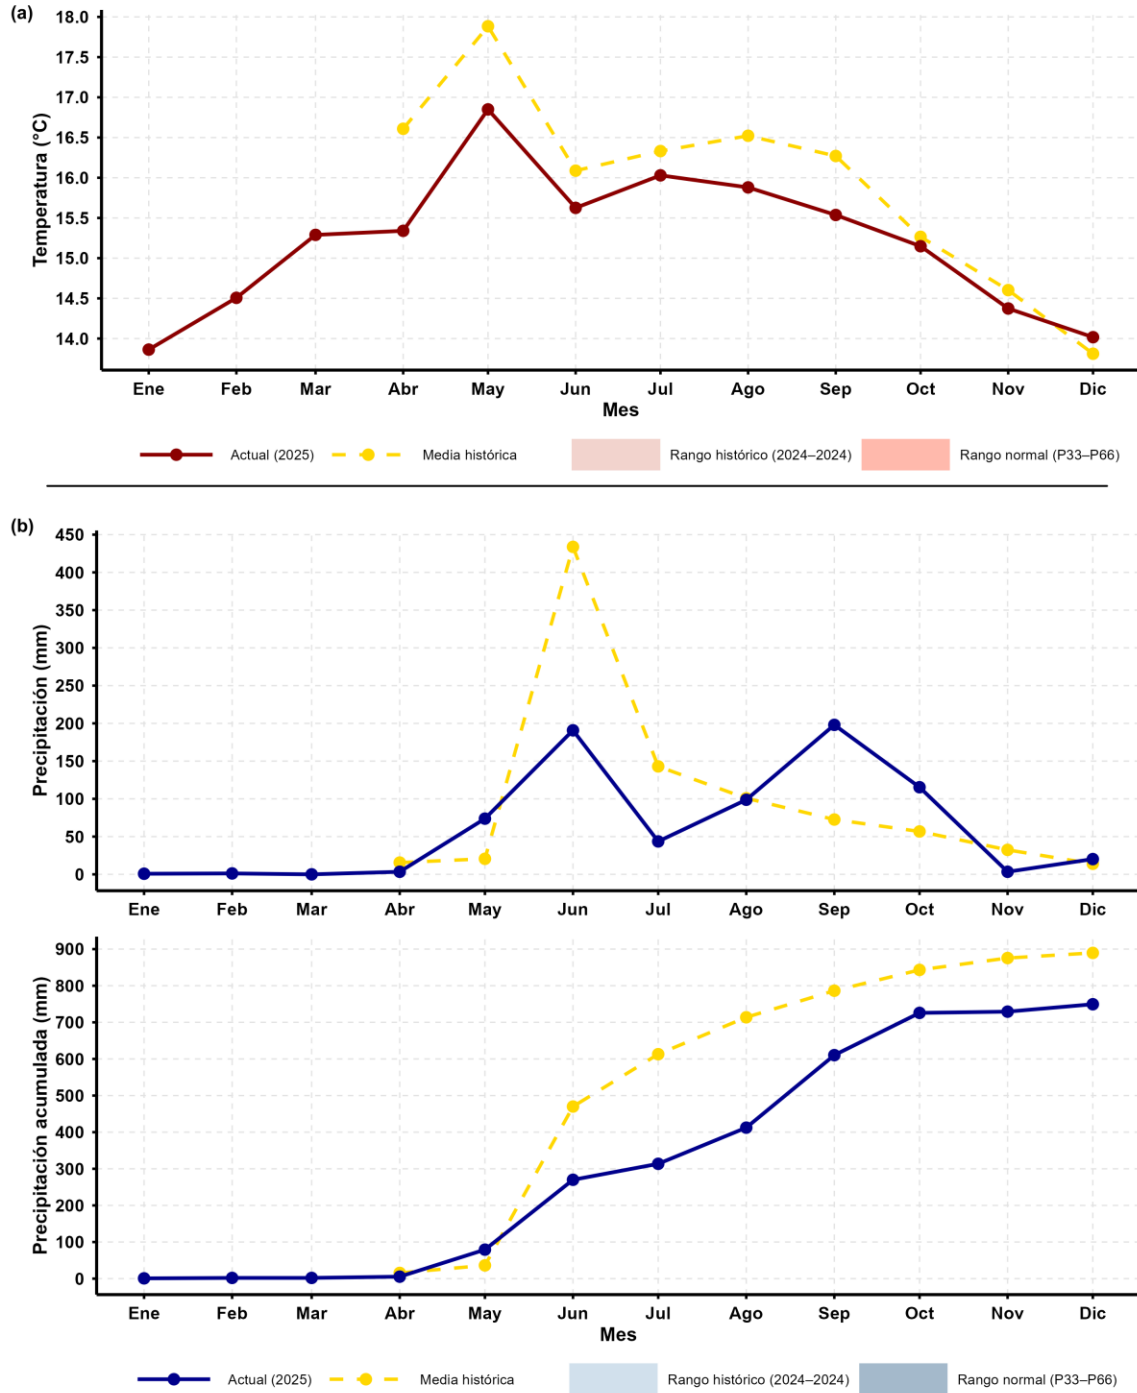 (a)
Temperatura (°C)
18.0
17.5
17.0
16.5
16.0
15.5
15.0
14.5
14.0
Ene Feb Mar Abr May Jun Jul Ago Sep Oct Nov Dic
Mes
Actual (2025) Media histórica Rango histórico (2024–2024) Rango normal (P33–P66)
(b)
Precipitación (mm)
450
400
350
300
250
200
150
100
50
0
Ene Feb Mar Abr May Jun Jul Ago Sep Oct Nov Dic
Precipitación acumulada (mm)
900
800
700
600
500
400
300
200
100
0
Ene Feb Mar Abr May Jun Jul Ago Sep Oct Nov Dic
Mes
Actual (2025) Media histórica Rango histórico (2024–2024) Rango normal (P33–P66)